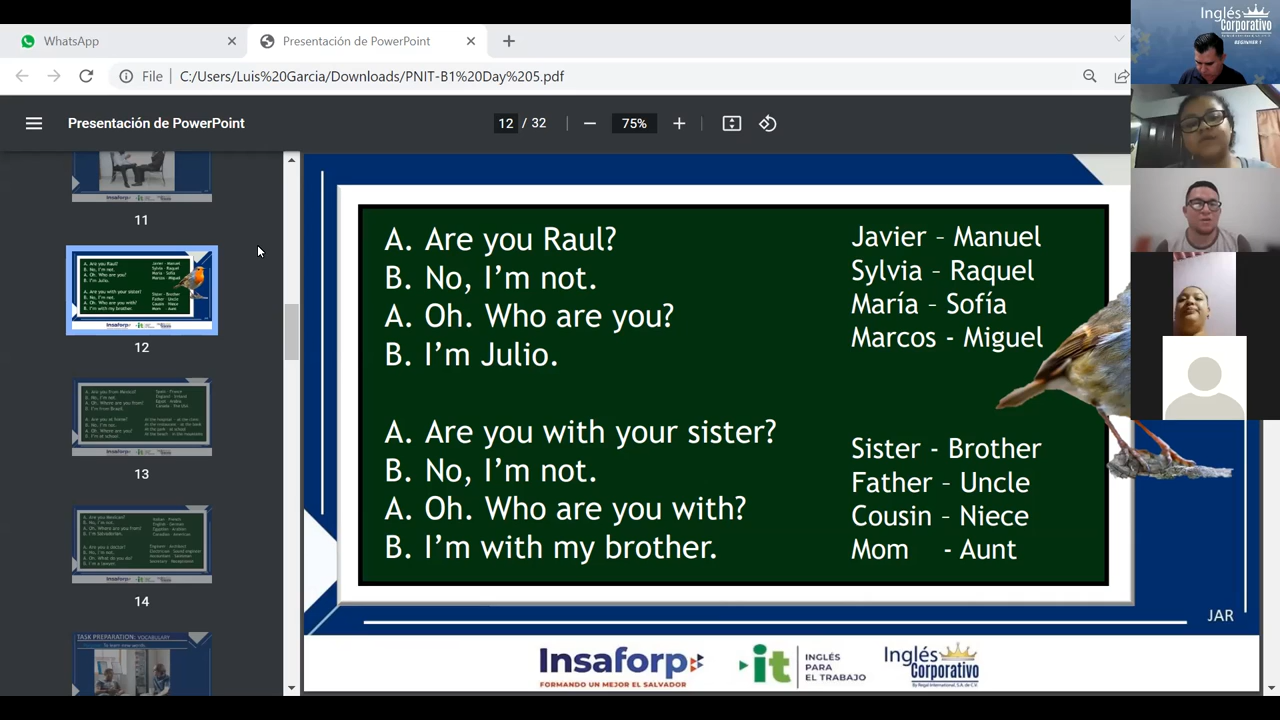 WhatsApp
Presentación de PowerPoint
File
C:/Users/Luis%20Garcia/Downloads/PNIT-B1%20Day%205.pdf
Presentación de PowerPoint
12 / 32
75%
11
12
13
14
TASK PREPARATION: VOCABULARY
A. Are you Raul?
B. No, I'm not.
A. Oh. Who are you?
B. I'm Julio.
A. Are you with your sister?
B. No, I'm not.
A. Oh. Who are you with?
B. I'm with my brother.
Javier – Manuel
Sylvia – Raquel
María – Sofía
Marcos - Miguel
Sister - Brother
Father – Uncle
Cousin – Niece
Mom - Aunt
JAR
Insaforp
FORMANDO UN MEJOR EL SALVADOR
it
INGLÉS
PARA
EL TRABAJO
Inglés
Corporativo
Inglés
Corporativo
BEGINNER 1